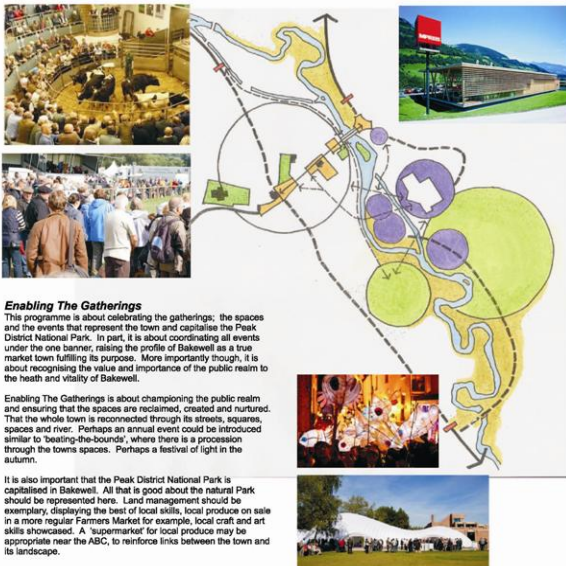 MPREIS
Enabling The Gatherings
This programme is about celebrating the gatherings; the spaces
and the events that represent the town and capitalise the Peak
District National Park. In part, it is about coordinating all events
under the one banner, raising the profile of Bakewell as a true
market town fulfilling its purpose. More importantly though, it is
about recognising the value and importance of the public realm to
the heath and vitality of Bakewell.
Enabling The Gatherings is about championing the public realm
and ensuring that the spaces are reclaimed, created and nurtured.
That the whole town is reconnected through its streets, squares,
spaces and river. Perhaps an annual event could be introduced
similar to 'beating-the-bounds', where there is a procession
through the towns spaces. Perhaps a festival of light in the
autumn.
It is also important that the Peak District National Park is
capitalised in Bakewell. All that is good about the natural Park
should be represented here. Land management should be
exemplary, displaying the best of local skills, local produce on sale
in a more regular Farmers Market for example, local craft and art
skills showcased. A 'supermarket' for local produce may be
appropriate near the ABC, to reinforce links between the town and
its landscape.